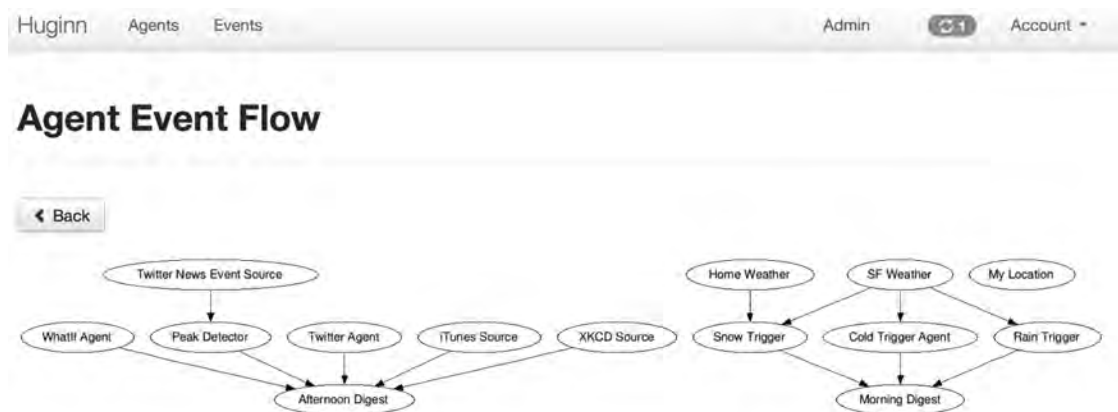 Huginn Agents Events Admin 1 Account
Agent Event Flow
Back
Twitter News Event Source Home Weather SF Weather My Location
What!! Agent Peak Detector Twitter Agent iTunes Source XKCD Source Snow Trigger Cold Trigger Agent Rain Trigger
Afternoon Digest Morning Digest